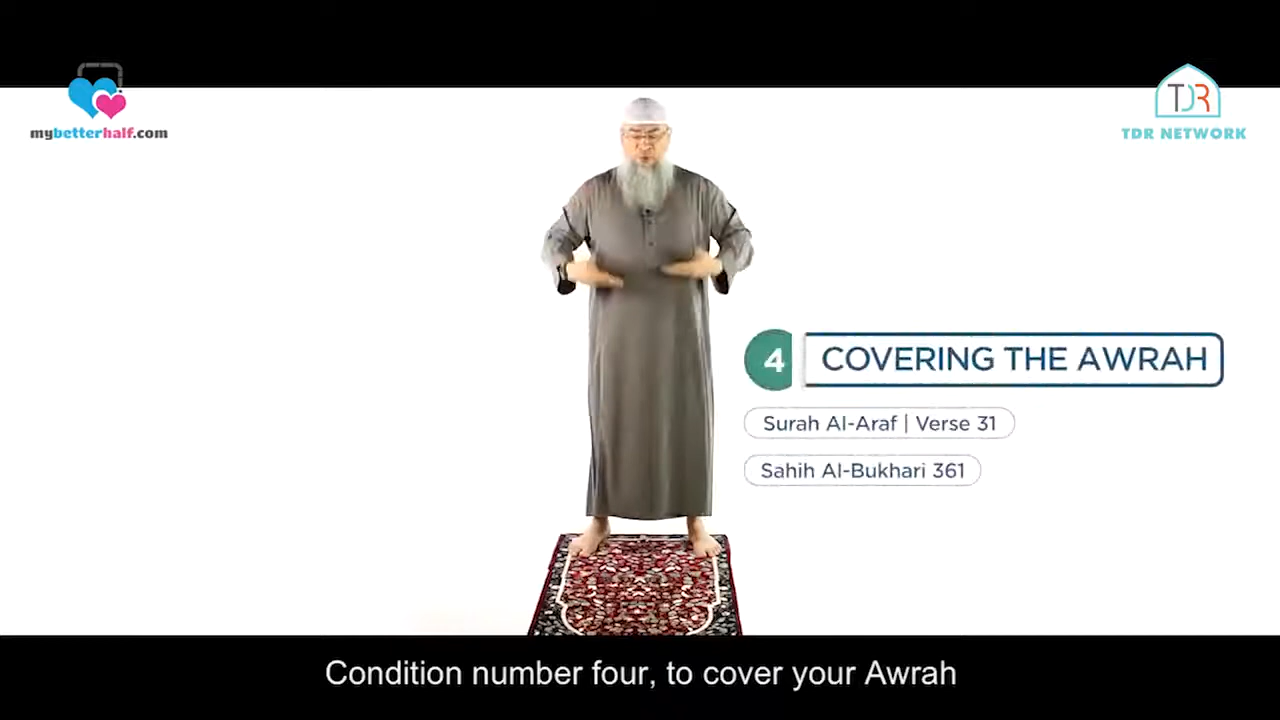 mybetterhalf.com
TDR
TDR NETWORK
4 COVERING THE AWRAH
Surah Al-Araf | Verse 31
Sahih Al-Bukhari 361
Condition number four, to cover your Awrah